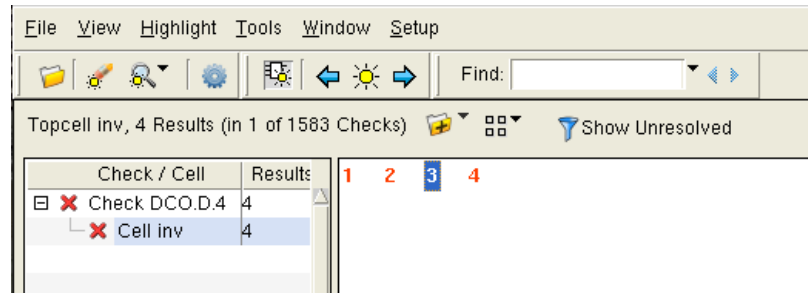 File View Highlight Tools Window Setup
Find:
Topcell inv, 4 Results (in 1 of 1583 Checks) Show Unresolved
Check / Cell Results 1 2 3 4
Check DCO.D.4 4
Cell inv 4